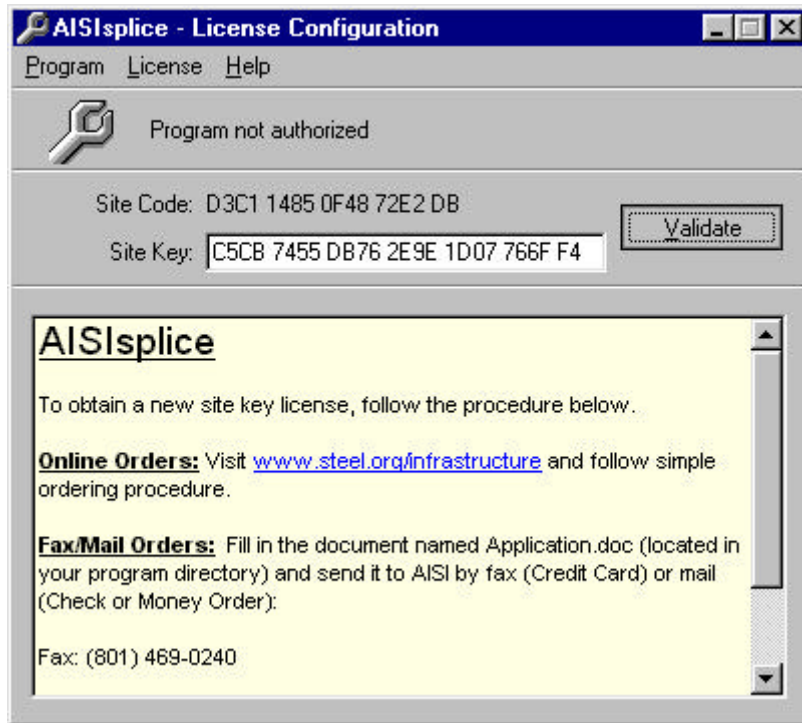 AISIsplice - License Configuration
Program License Help
Program not authorized
Site Code: D3C1 1485 0F48 72E2 DB
Site Key: C5CB 7455 DB76 2E9E 1D07 766F F4
Validate
AISIsplice
To obtain a new site key license, follow the procedure below.
Online Orders: Visit www.steel.org/infrastructure and follow simple
ordering procedure.
Fax/Mail Orders: Fill in the document named Application.doc (located in
your program directory) and send it to AISI by fax (Credit Card) or mail
(Check or Money Order):
Fax: (801) 469-0240